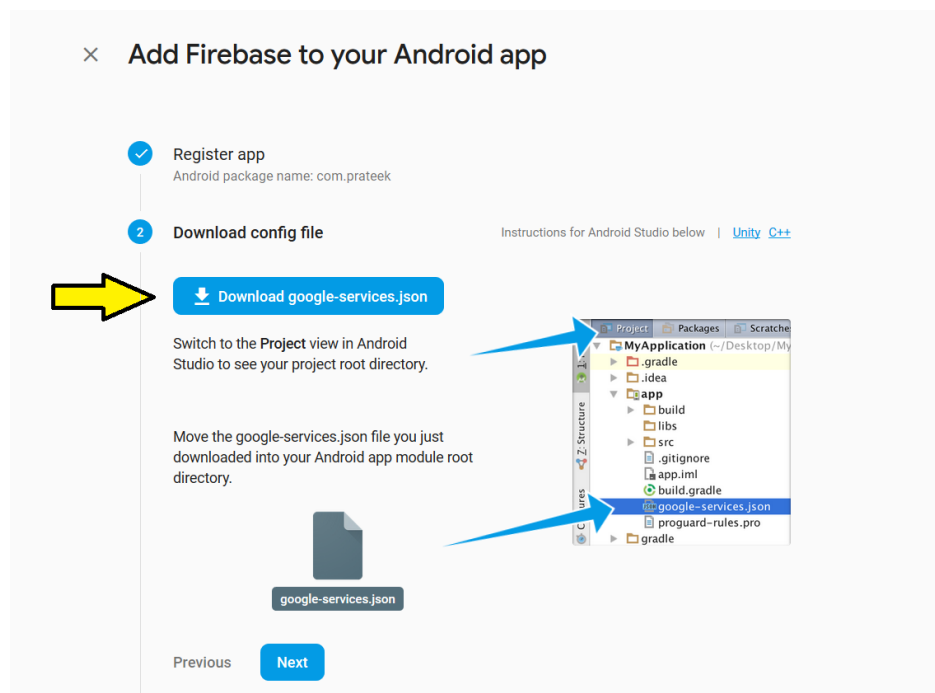 Add Firebase to your Android app
Register app
Android package name: com.prateek
2
Download config file
Instructions for Android Studio below | Unity C++
Download google-services.json
Switch to the Project view in Android
Studio to see your project root directory.
Move the google-services.json file you just
downloaded into your Android app module root
directory.
google-services.json
Project Packages Scratche
MyApplication (~/Desktop/My
.gradle
.idea
app
build
libs
src
.gitignore
app.iml
build.gradle
google-services.json
proguard-rules.pro
gradle
Z: Structure
Previous
Next